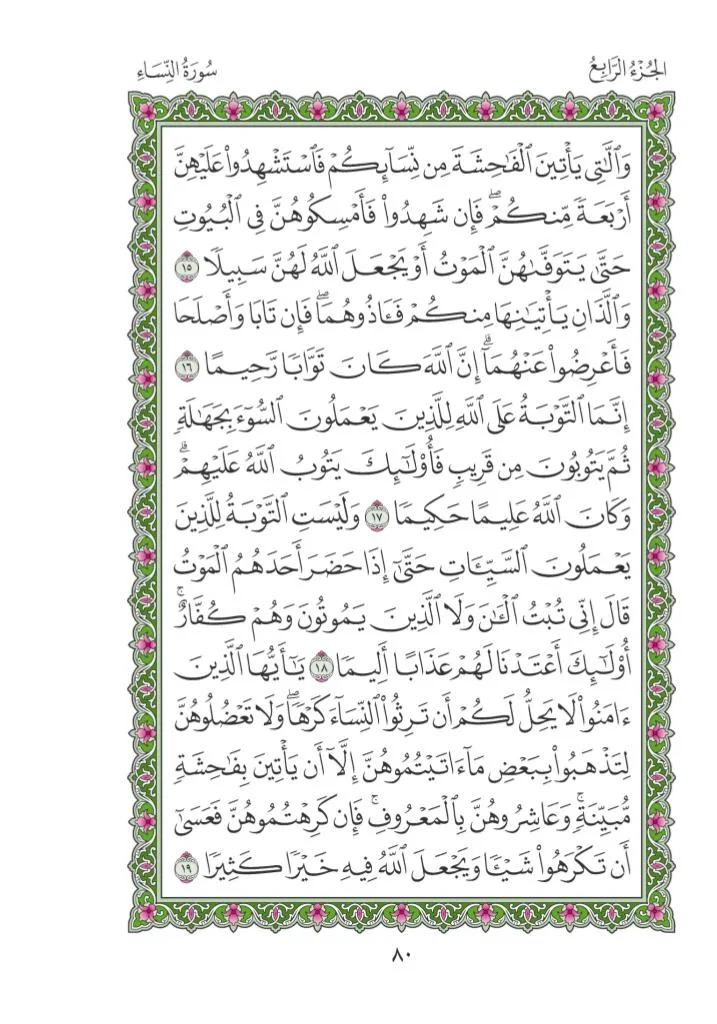 الجُزْءُ الرَّابِعُ
سُورَةُ النِّسَاءِ
وَٱلَّٰتِى يَأْتِينَ ٱلْفَٰحِشَةَ مِن نِّسَآئِكُمْ فَٱسْتَشْهِدُوا۟ عَلَيْهِنَّ
أَرْبَعَةً مِّنكُمْ ۖ فَإِن شَهِدُوا۟ فَأَمْسِكُوهُنَّ فِى ٱلْبُيُوتِ
حَتَّىٰ يَتَوَفَّىٰهُنَّ ٱلْمَوْتُ أَوْ يَجْعَلَ ٱللَّهُ لَهُنَّ سَبِيلًا ١٥
وَٱلَّذَانِ يَأْتِيَٰنِهَا مِنكُمْ فَـَٔاذُوهُمَا ۖ فَإِن تَابَا وَأَصْلَحَا
فَأَعْرِضُوا۟ عَنْهُمَآ ۗ إِنَّ ٱللَّهَ كَانَ تَوَّابًا رَّحِيمًا ١٦
إِنَّمَا ٱلتَّوْبَةُ عَلَى ٱللَّهِ لِلَّذِينَ يَعْمَلُونَ ٱلسُّوٓءَ بِجَهَٰلَةٍ
ثُمَّ يَتُوبُونَ مِن قَرِيبٍ فَأُو۟لَٰٓئِكَ يَتُوبُ ٱللَّهُ عَلَيْهِمْ ۗ
وَكَانَ ٱللَّهُ عَلِيمًا حَكِيمًا ١٧ وَلَيْسَتِ ٱلتَّوْبَةُ لِلَّذِينَ
يَعْمَلُونَ ٱلسَّيِّـَٔاتِ حَتَّىٰٓ إِذَا حَضَرَ أَحَدَهُمُ ٱلْمَوْتُ
قَالَ إِنِّى تُبْتُ ٱلْـَٰٔنَ وَلَا ٱلَّذِينَ يَمُوتُونَ وَهُمْ كُفَّارٌ ۚ
أُو۟لَٰٓئِكَ أَعْتَدْنَا لَهُمْ عَذَابًا أَلِيمًا ١٨ يَٰٓأَيُّهَا ٱلَّذِينَ
ءَامَنُوا۟ لَا يَحِلُّ لَكُمْ أَن تَرِثُوا۟ ٱلنِّسَآءَ كَرْهًا ۖ وَلَا تَعْضُلُوهُنَّ
لِتَذْهَبُوا۟ بِبَعْضِ مَآ ءَاتَيْتُمُوهُنَّ إِلَّآ أَن يَأْتِينَ بِفَٰحِشَةٍ
مُّبَيِّنَةٍ ۚ وَعَاشِرُوهُنَّ بِٱلْمَعْرُوفِ ۚ فَإِن كَرِهْتُمُوهُنَّ فَعَسَىٰٓ
أَن تَكْرَهُوا۟ شَيْـًٔا وَيَجْعَلَ ٱللَّهُ فِيهِ خَيْرًا كَثِيرًا ١٩
٨٠